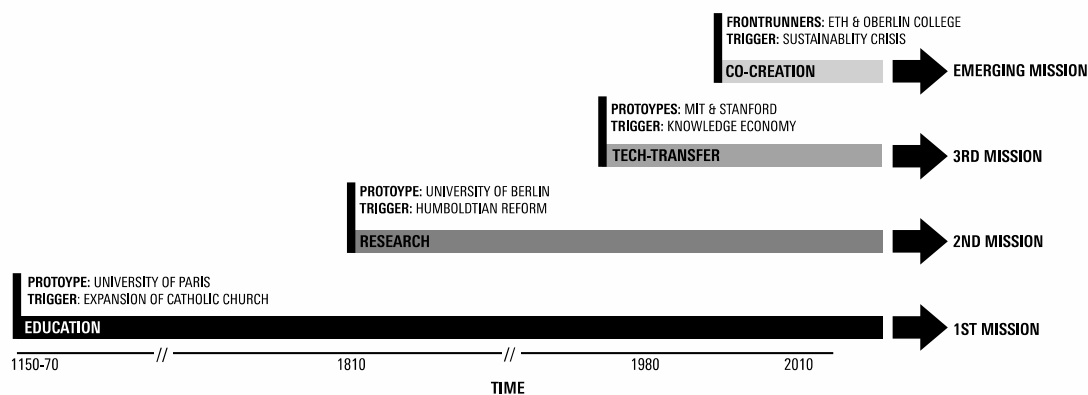 FRONTRUNNERS: ETH & OBERLIN COLLEGE
TRIGGER: SUSTAINABLITY CRISIS
CO-CREATION
EMERGING MISSION
PROTOYPES: MIT & STANFORD
TRIGGER: KNOWLEDGE ECONOMY
TECH-TRANSFER
3RD MISSION
PROTOYPE: UNIVERSITY OF BERLIN
TRIGGER: HUMBOLDTIAN REFORM
RESEARCH
2ND MISSION
PROTOYPE: UNIVERSITY OF PARIS
TRIGGER: EXPANSION OF CATHOLIC CHURCH
EDUCATION
1ST MISSION
// //
1150-70 1810 1980 2010
TIME